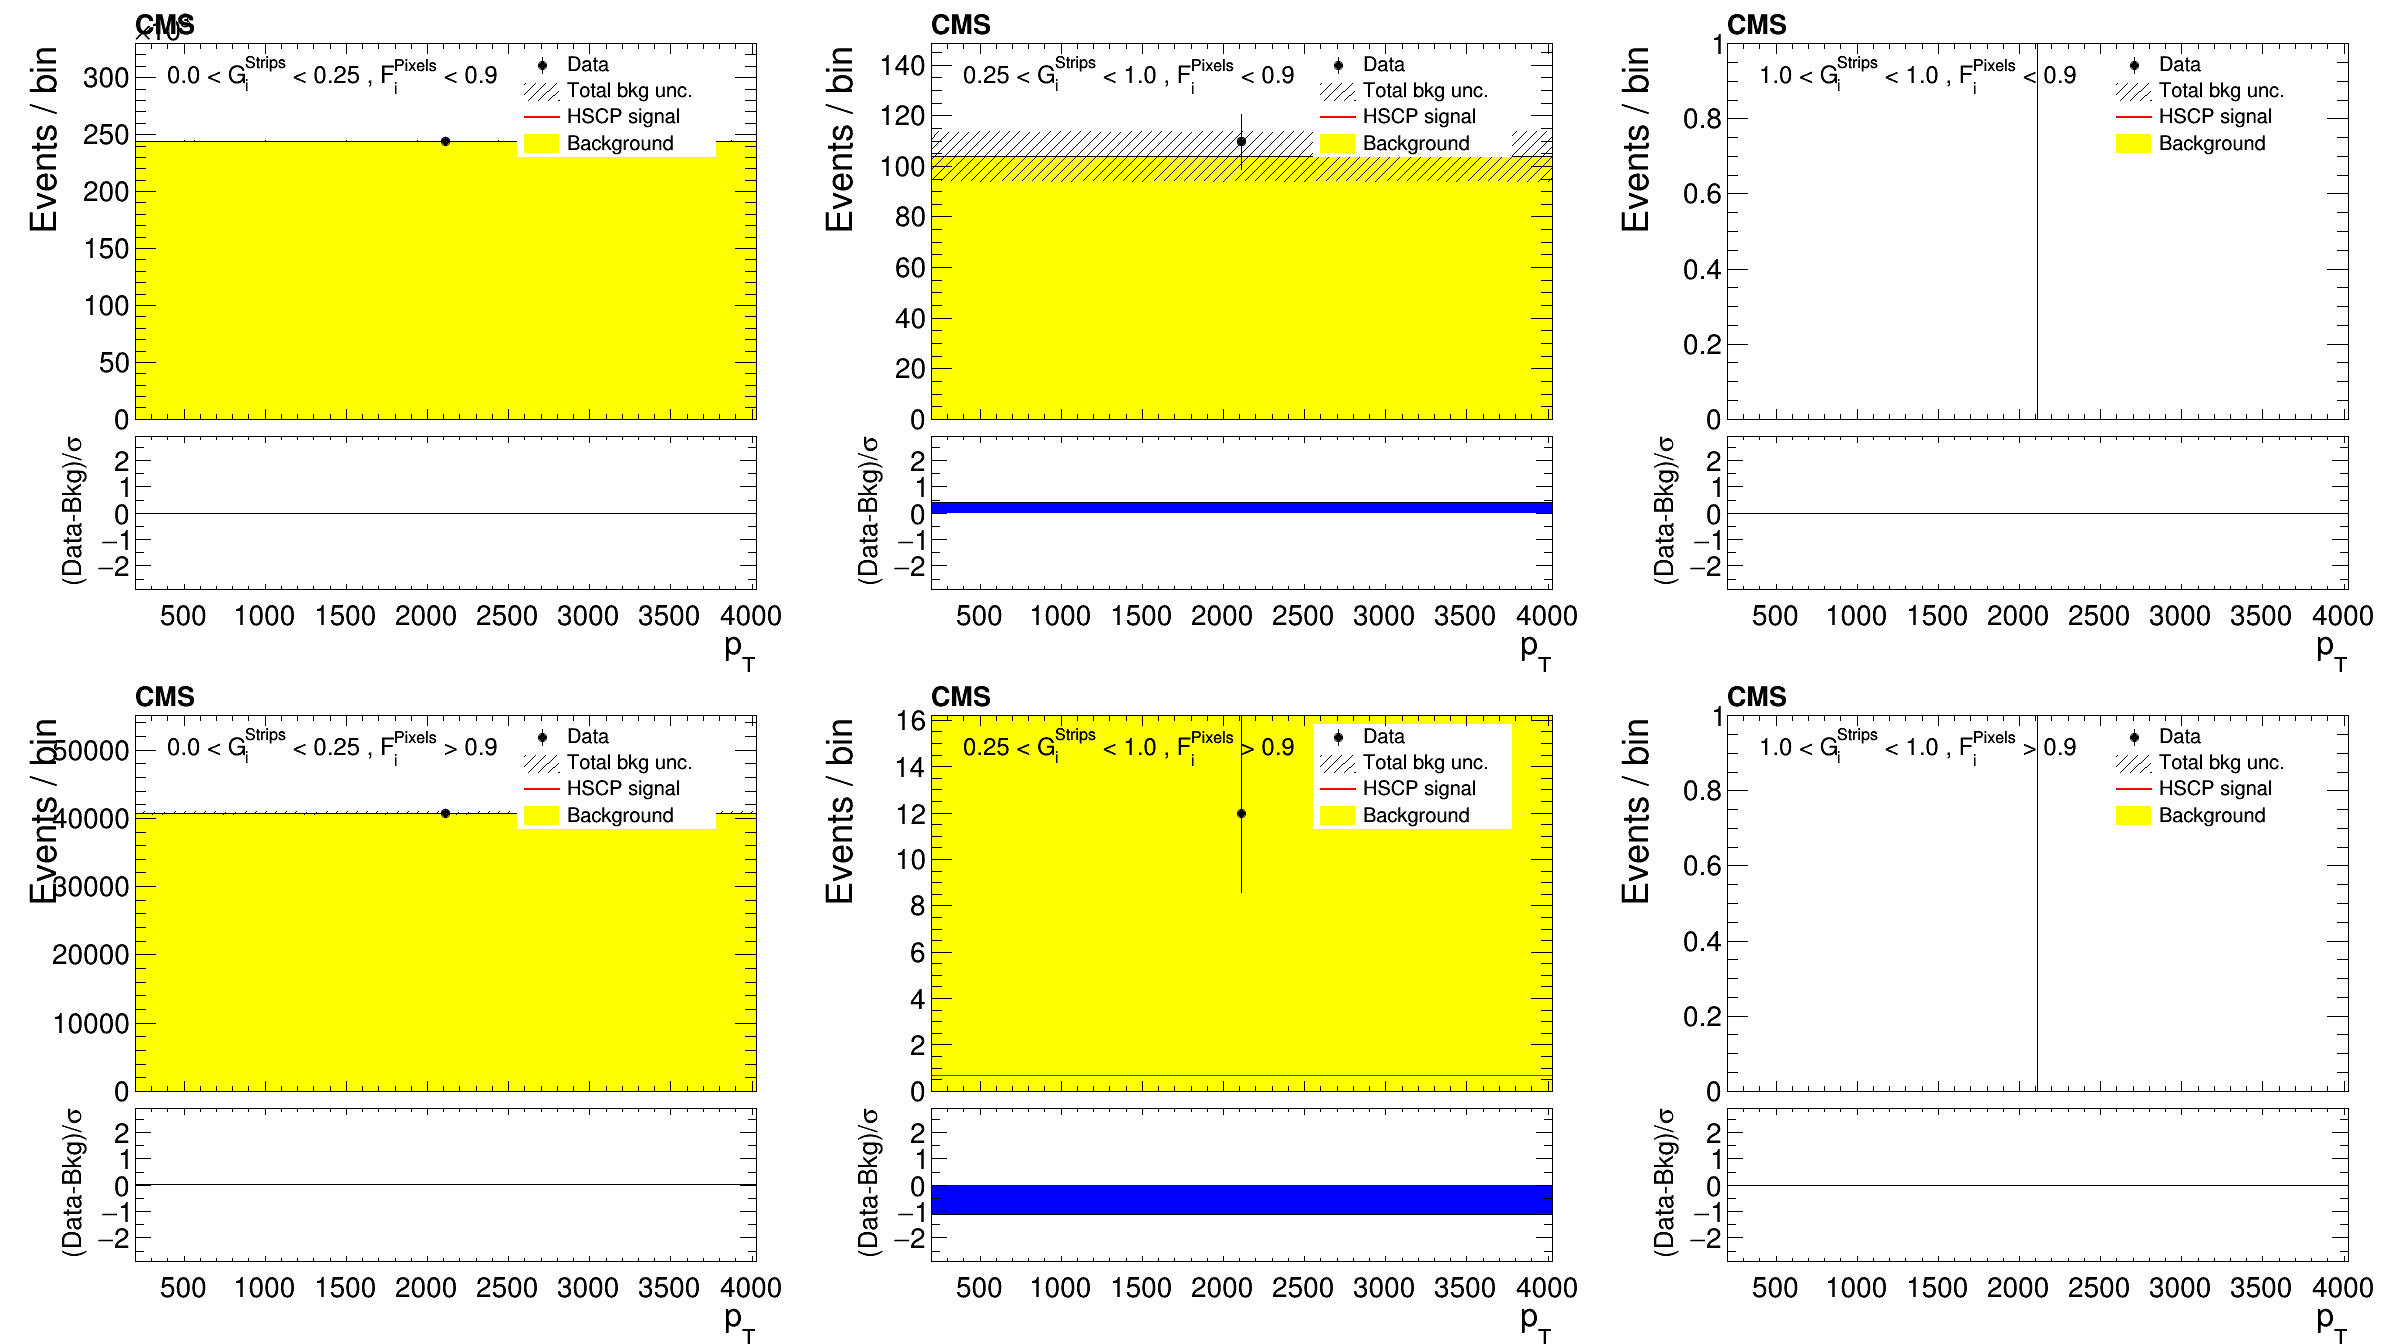 CMS
×10³
Events / bin
0.0 < G_i^Strips < 0.25 , F_i^Pixels < 0.9
Data
Total bkg unc.
HSCP signal
Background
300
250
200
150
100
50
0
(Data-Bkg)/σ
2
1
0
−1
−2
500 1000 1500 2000 2500 3000 3500 4000
p_T
CMS
Events / bin
0.25 < G_i^Strips < 1.0 , F_i^Pixels < 0.9
Data
Total bkg unc.
HSCP signal
Background
140
120
100
80
60
40
20
0
(Data-Bkg)/σ
2
1
0
−1
−2
500 1000 1500 2000 2500 3000 3500 4000
p_T
CMS
Events / bin
1.0 < G_i^Strips < 1.0 , F_i^Pixels < 0.9
Data
Total bkg unc.
HSCP signal
Background
1
0.8
0.6
0.4
0.2
0
(Data-Bkg)/σ
2
1
0
−1
−2
500 1000 1500 2000 2500 3000 3500 4000
p_T
CMS
Events / bin
0.0 < G_i^Strips < 0.25 , F_i^Pixels > 0.9
Data
Total bkg unc.
HSCP signal
Background
50000
40000
30000
20000
10000
0
(Data-Bkg)/σ
2
1
0
−1
−2
500 1000 1500 2000 2500 3000 3500 4000
p_T
CMS
Events / bin
0.25 < G_i^Strips < 1.0 , F_i^Pixels > 0.9
Data
Total bkg unc.
HSCP signal
Background
16
14
12
10
8
6
4
2
0
(Data-Bkg)/σ
2
1
0
−1
−2
500 1000 1500 2000 2500 3000 3500 4000
p_T
CMS
Events / bin
1.0 < G_i^Strips < 1.0 , F_i^Pixels > 0.9
Data
Total bkg unc.
HSCP signal
Background
1
0.8
0.6
0.4
0.2
0
(Data-Bkg)/σ
2
1
0
−1
−2
500 1000 1500 2000 2500 3000 3500 4000
p_T